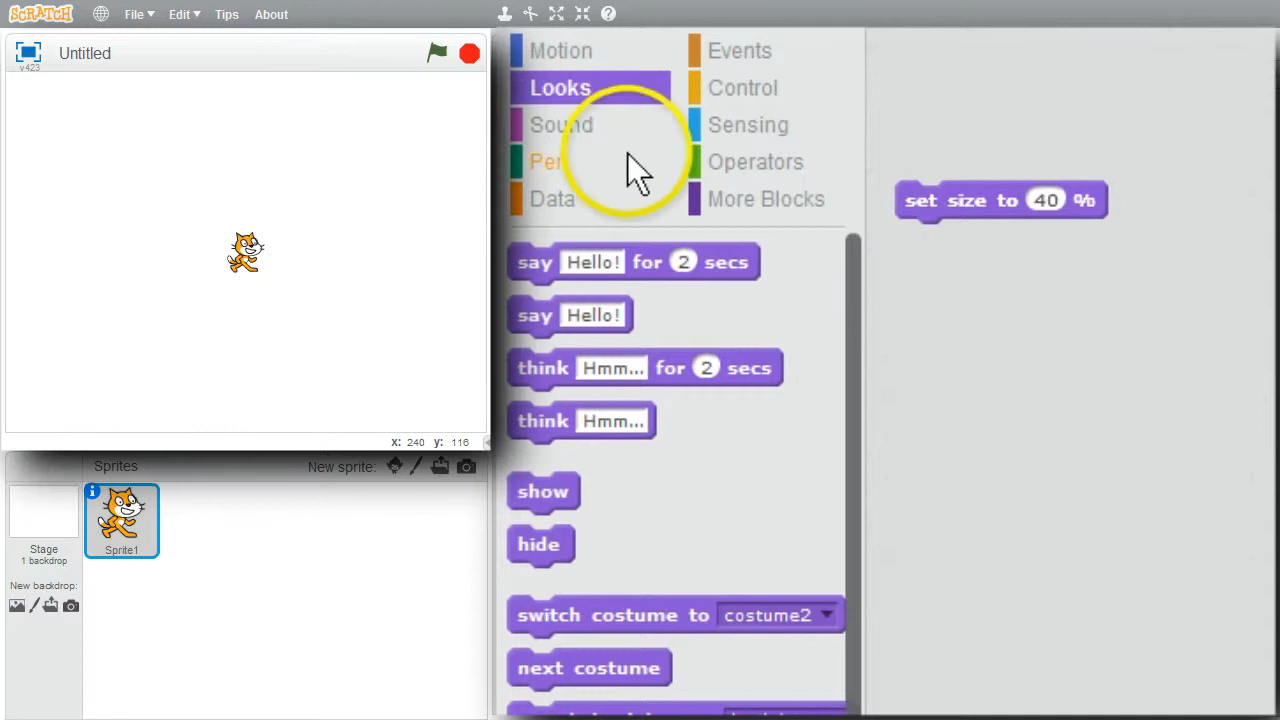 SCRATCH File Edit Tips About
v423 Untitled
x: 240 y: 116
Sprites New sprite:
Stage
1 backdrop
Sprite1
New backdrop:
Motion Events
Looks Control
Sound Sensing
Pen Operators
Data More Blocks
say Hello! for 2 secs
say Hello!
think Hmm... for 2 secs
think Hmm...
show
hide
switch costume to costume2
next costume
set size to 40 %